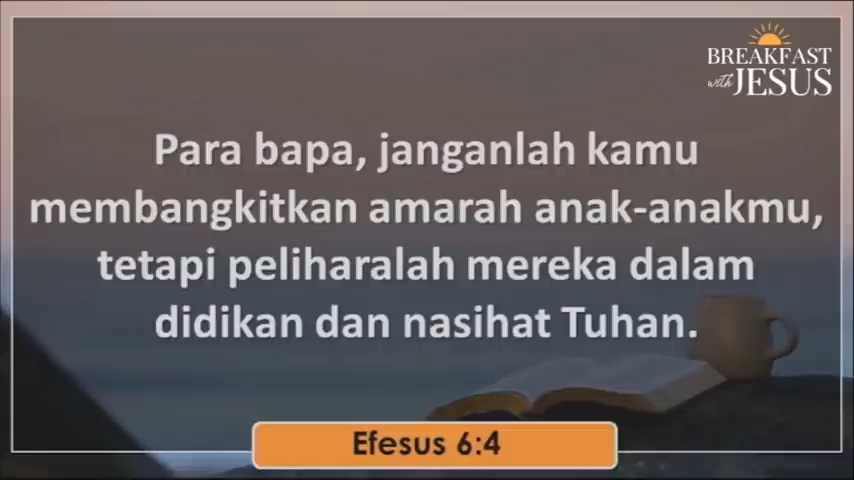 BREAKFAST
with JESUS
Para bapa, janganlah kamu
membangkitkan amarah anak-anakmu,
tetapi peliharalah mereka dalam
didikan dan nasihat Tuhan.
Efesus 6:4